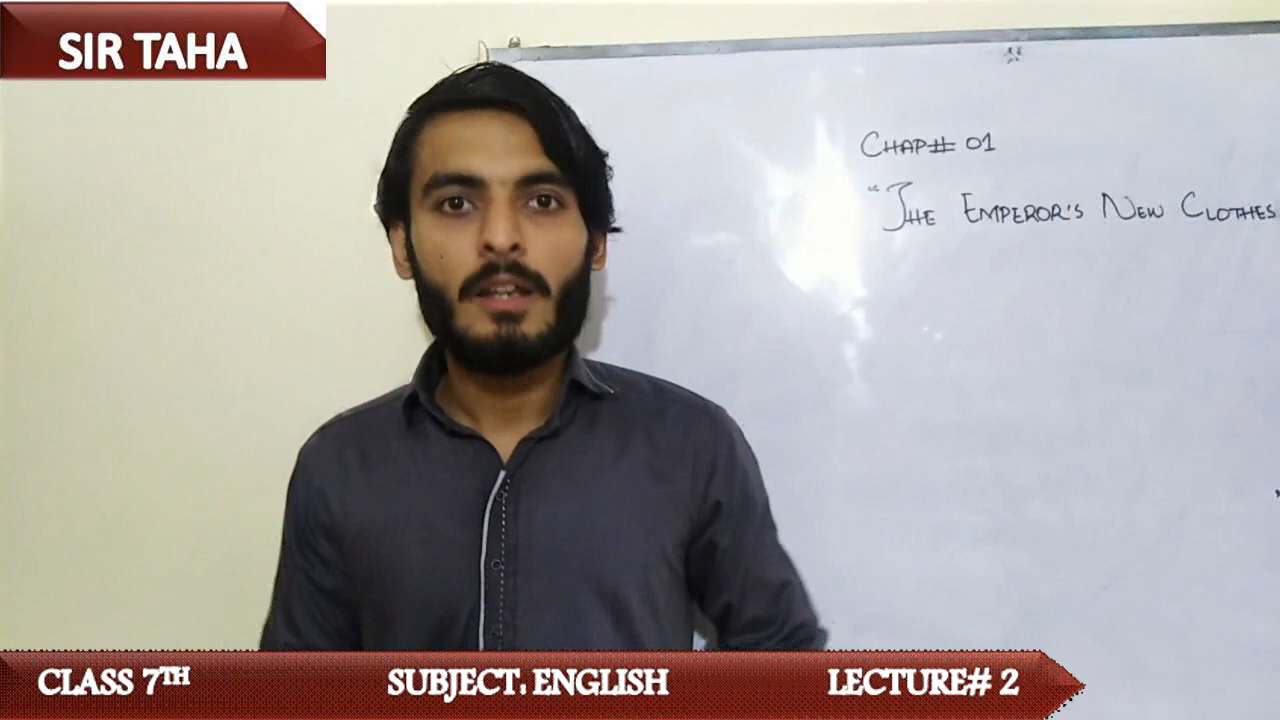 SIR TAHA
CHAP# 01
"THE EMPEROR'S NEW CLOTHES
CLASS 7TH SUBJECT: ENGLISH LECTURE# 2